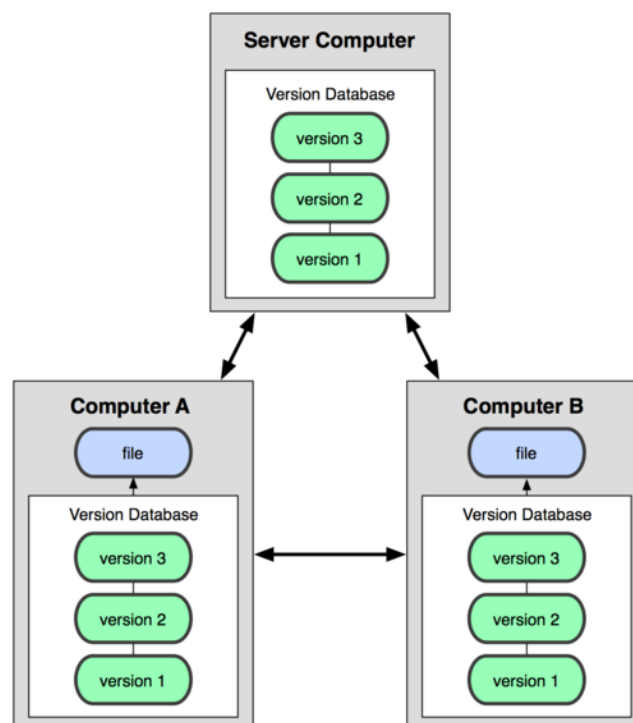 Server Computer
Version Database
version 3
version 2
version 1
Computer A
file
Version Database
version 3
version 2
version 1
Computer B
file
Version Database
version 3
version 2
version 1